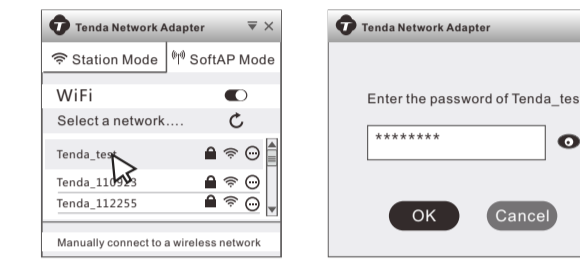 Tenda Network Adapter
Station Mode SoftAP Mode
WiFi
Select a network....
Tenda_test
Tenda_110923
Tenda_112255
Manually connect to a wireless network
Tenda Network Adapter
Enter the password of Tenda_tes
********
OK Cancel